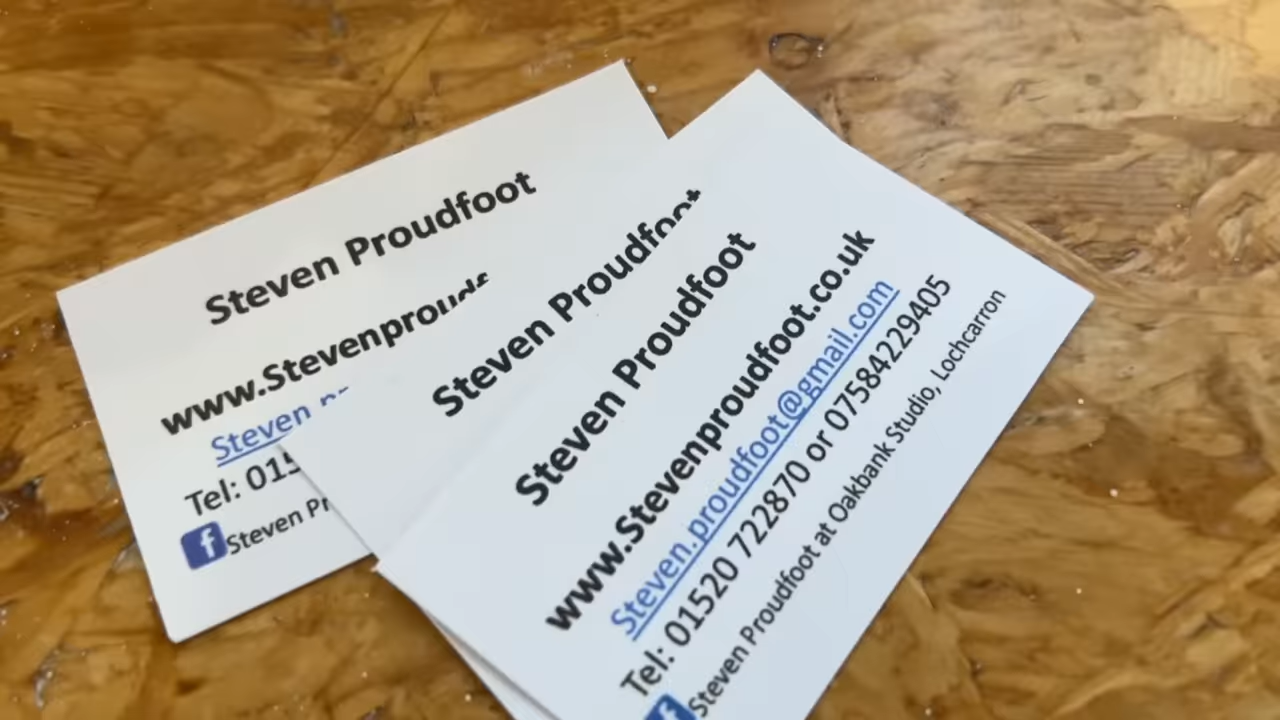 Steven Proudfoot
www.Stevenproudf
Steven
Tel: 015
Steven Pr
Steven Proudfoot
Steven Proudfoot
www.Stevenproudfoot.co.uk
Steven.proudfoot@gmail.com
Tel: 01520 722870 or 07584229405
Steven Proudfoot at Oakbank Studio, Lochcarron